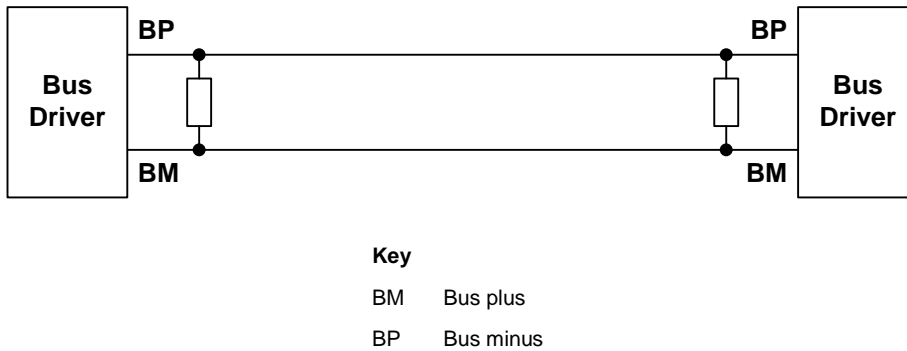 BP
BP
Bus
Driver
Bus
Driver
BM
BM
Key
BM Bus plus
BP Bus minus